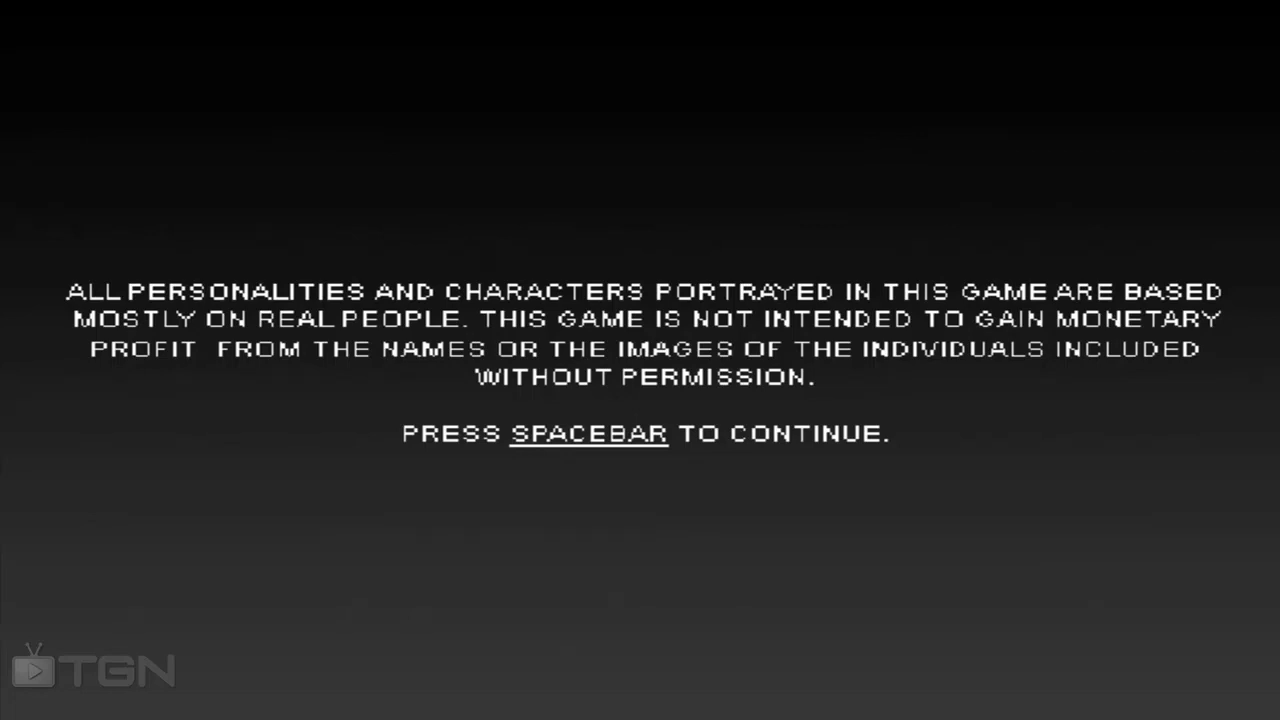 ALL PERSONALITIES AND CHARACTERS PORTRAYED IN THIS GAME ARE BASED
MOSTLY ON REAL PEOPLE. THIS GAME IS NOT INTENDED TO GAIN MONETARY
PROFIT FROM THE NAMES OR THE IMAGES OF THE INDIVIDUALS INCLUDED
WITHOUT PERMISSION.
PRESS SPACEBAR TO CONTINUE.
TGN